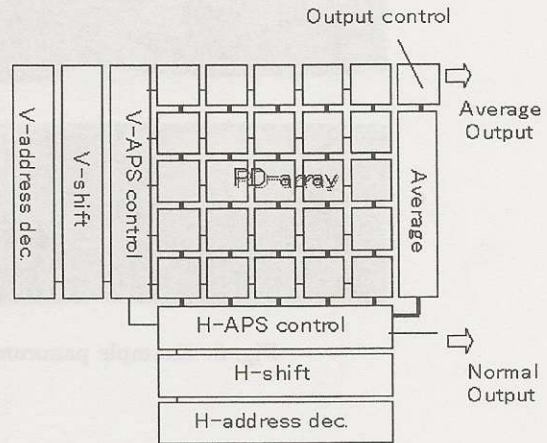 Output control
Average
Output
V-address dec.
V-shift
V-APS control
PD-array
Average
H-APS control
Normal
Output
H-shift
H-address dec.